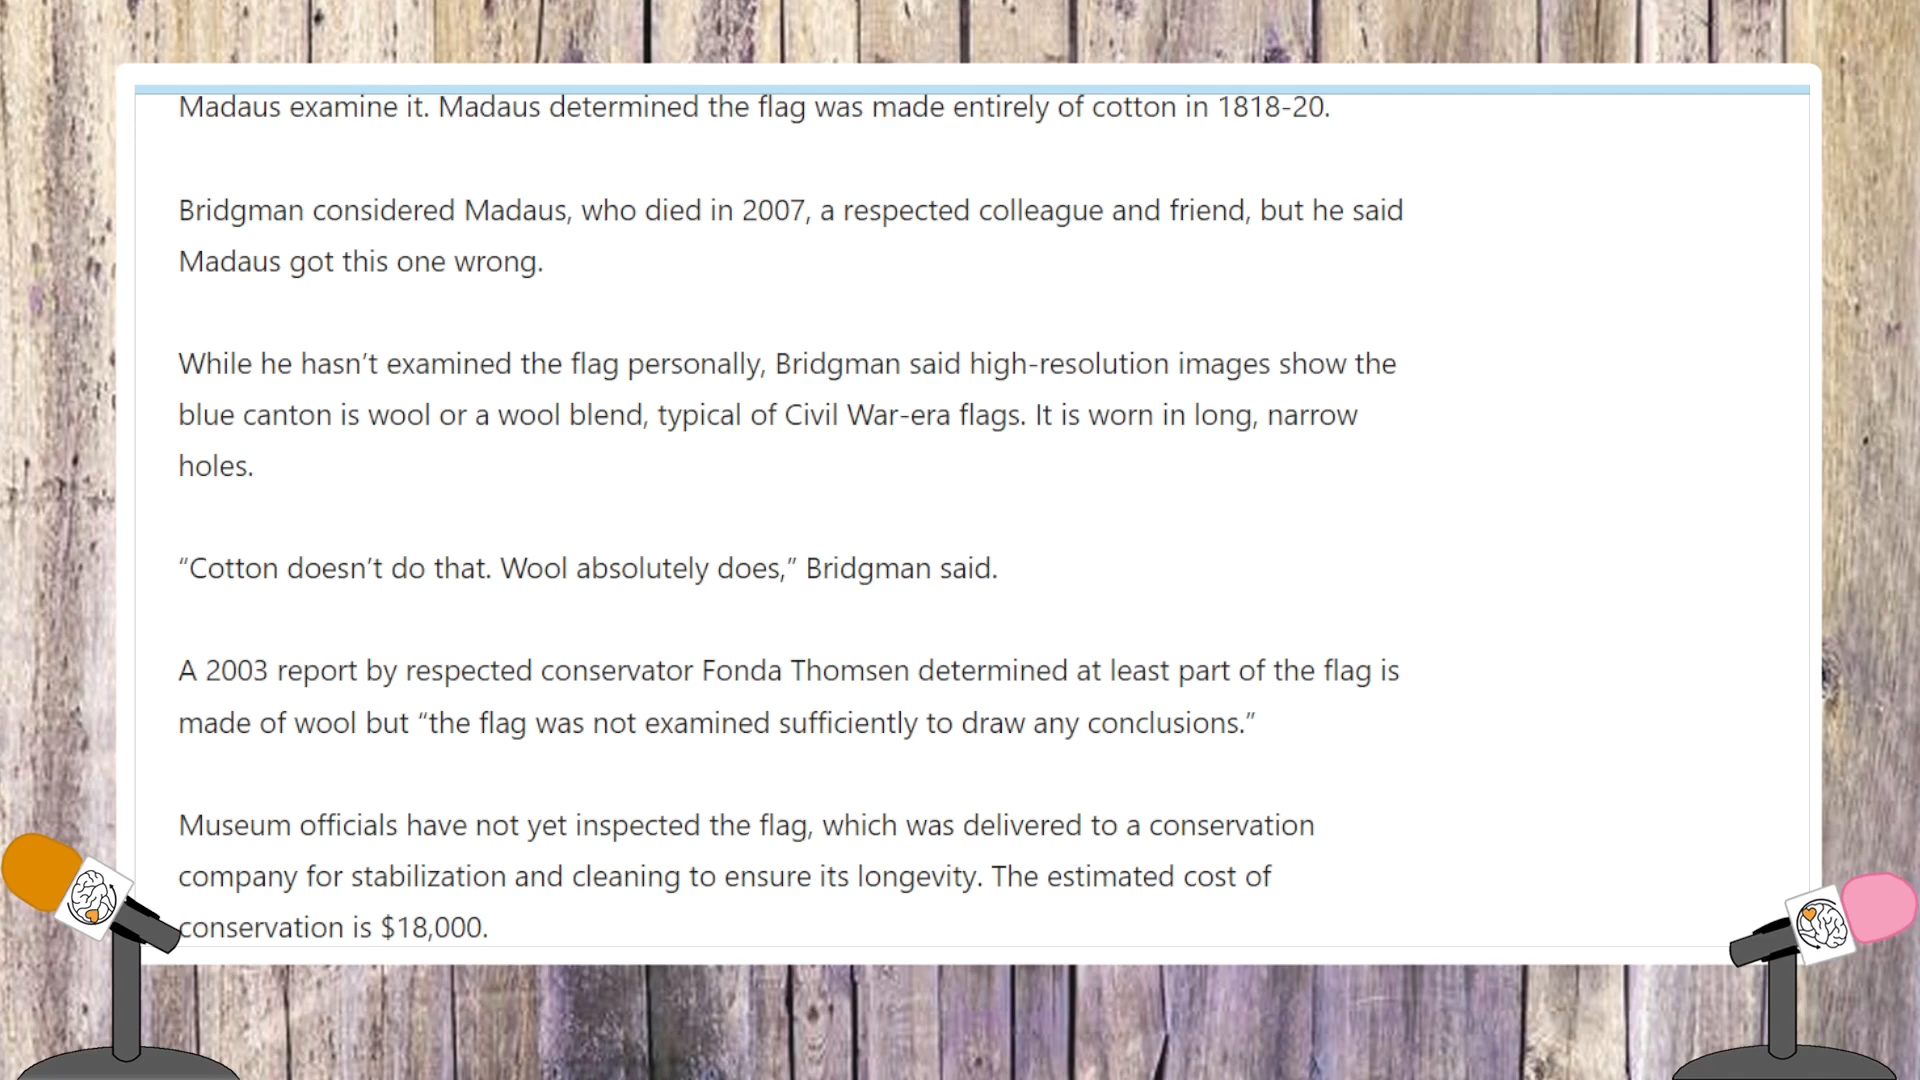 Madaus examine it. Madaus determined the flag was made entirely of cotton in 1818-20.
Bridgman considered Madaus, who died in 2007, a respected colleague and friend, but he said
Madaus got this one wrong.
While he hasn’t examined the flag personally, Bridgman said high-resolution images show the
blue canton is wool or a wool blend, typical of Civil War-era flags. It is worn in long, narrow
holes.
“Cotton doesn’t do that. Wool absolutely does,” Bridgman said.
A 2003 report by respected conservator Fonda Thomsen determined at least part of the flag is
made of wool but “the flag was not examined sufficiently to draw any conclusions.”
Museum officials have not yet inspected the flag, which was delivered to a conservation
company for stabilization and cleaning to ensure its longevity. The estimated cost of
conservation is $18,000.